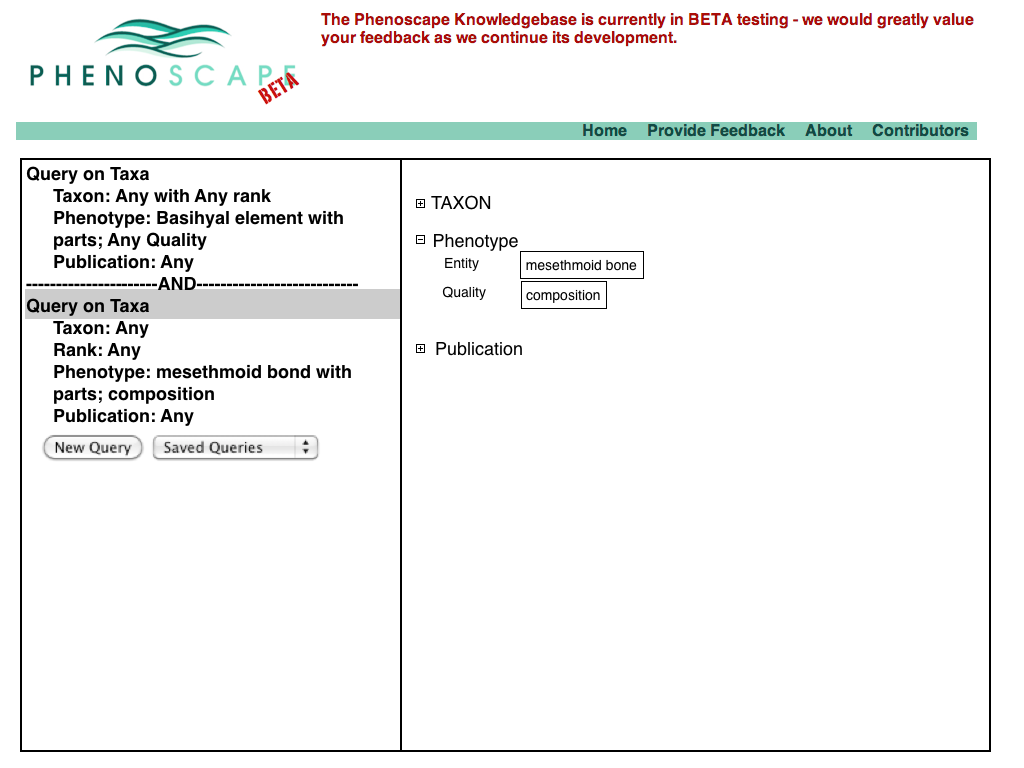 The Phenoscape Knowledgebase is currently in BETA testing - we would greatly value
your feedback as we continue its development.
PHENOSCAPE
BETA
Home Provide Feedback About Contributors
Query on Taxa
Taxon: Any with Any rank
Phenotype: Basihyal element with
parts; Any Quality
Publication: Any
----------------------AND---------------------------
Query on Taxa
Taxon: Any
Rank: Any
Phenotype: mesethmoid bond with
parts; composition
Publication: Any
New Query Saved Queries
TAXON
Phenotype
Entity mesethmoid bone
Quality composition
Publication